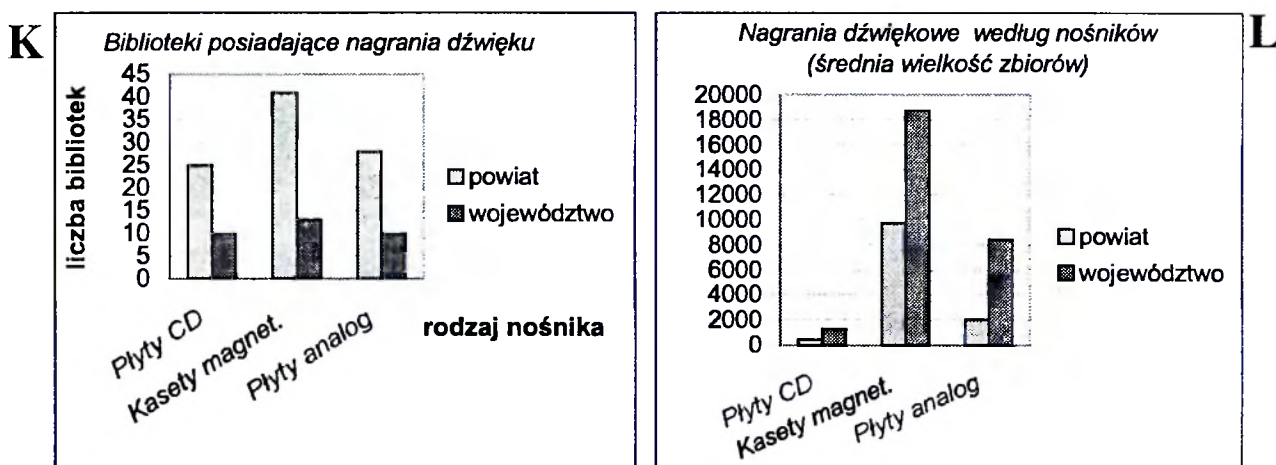 K
Biblioteki posiadające nagrania dźwięku
liczba bibliotek
45
40
35
30
25
20
15
10
5
0
Płyty CD
Kasety magnet.
Płyty analog
rodzaj nośnika
powiat
województwo
L
Nagrania dźwiękowe według nośników
(średnia wielkość zbiorów)
20000
18000
16000
14000
12000
10000
8000
6000
4000
2000
0
Płyty CD
Kasety magnet.
Płyty analog
powiat
województwo